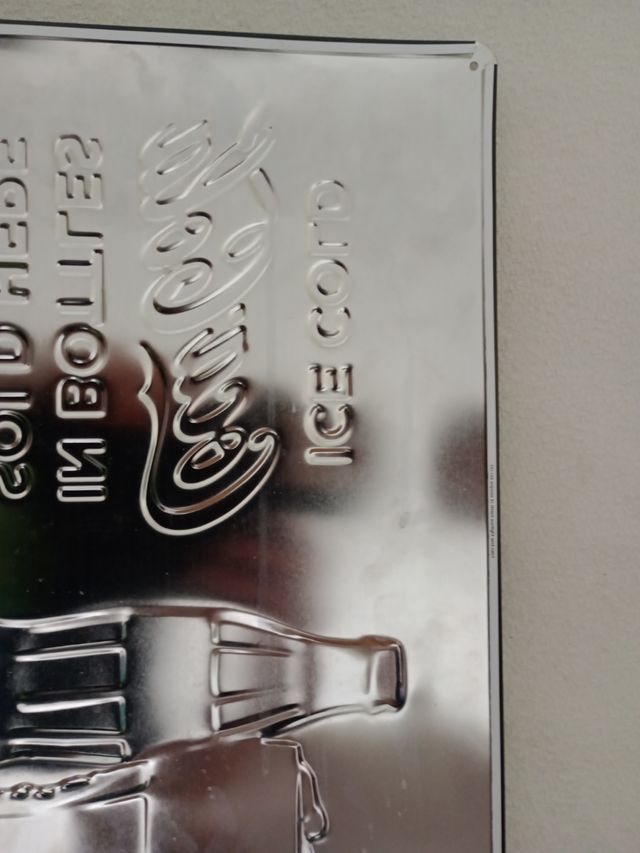 ICE COLD
Coca-Cola
IN BOTTLES
SOLD HERE